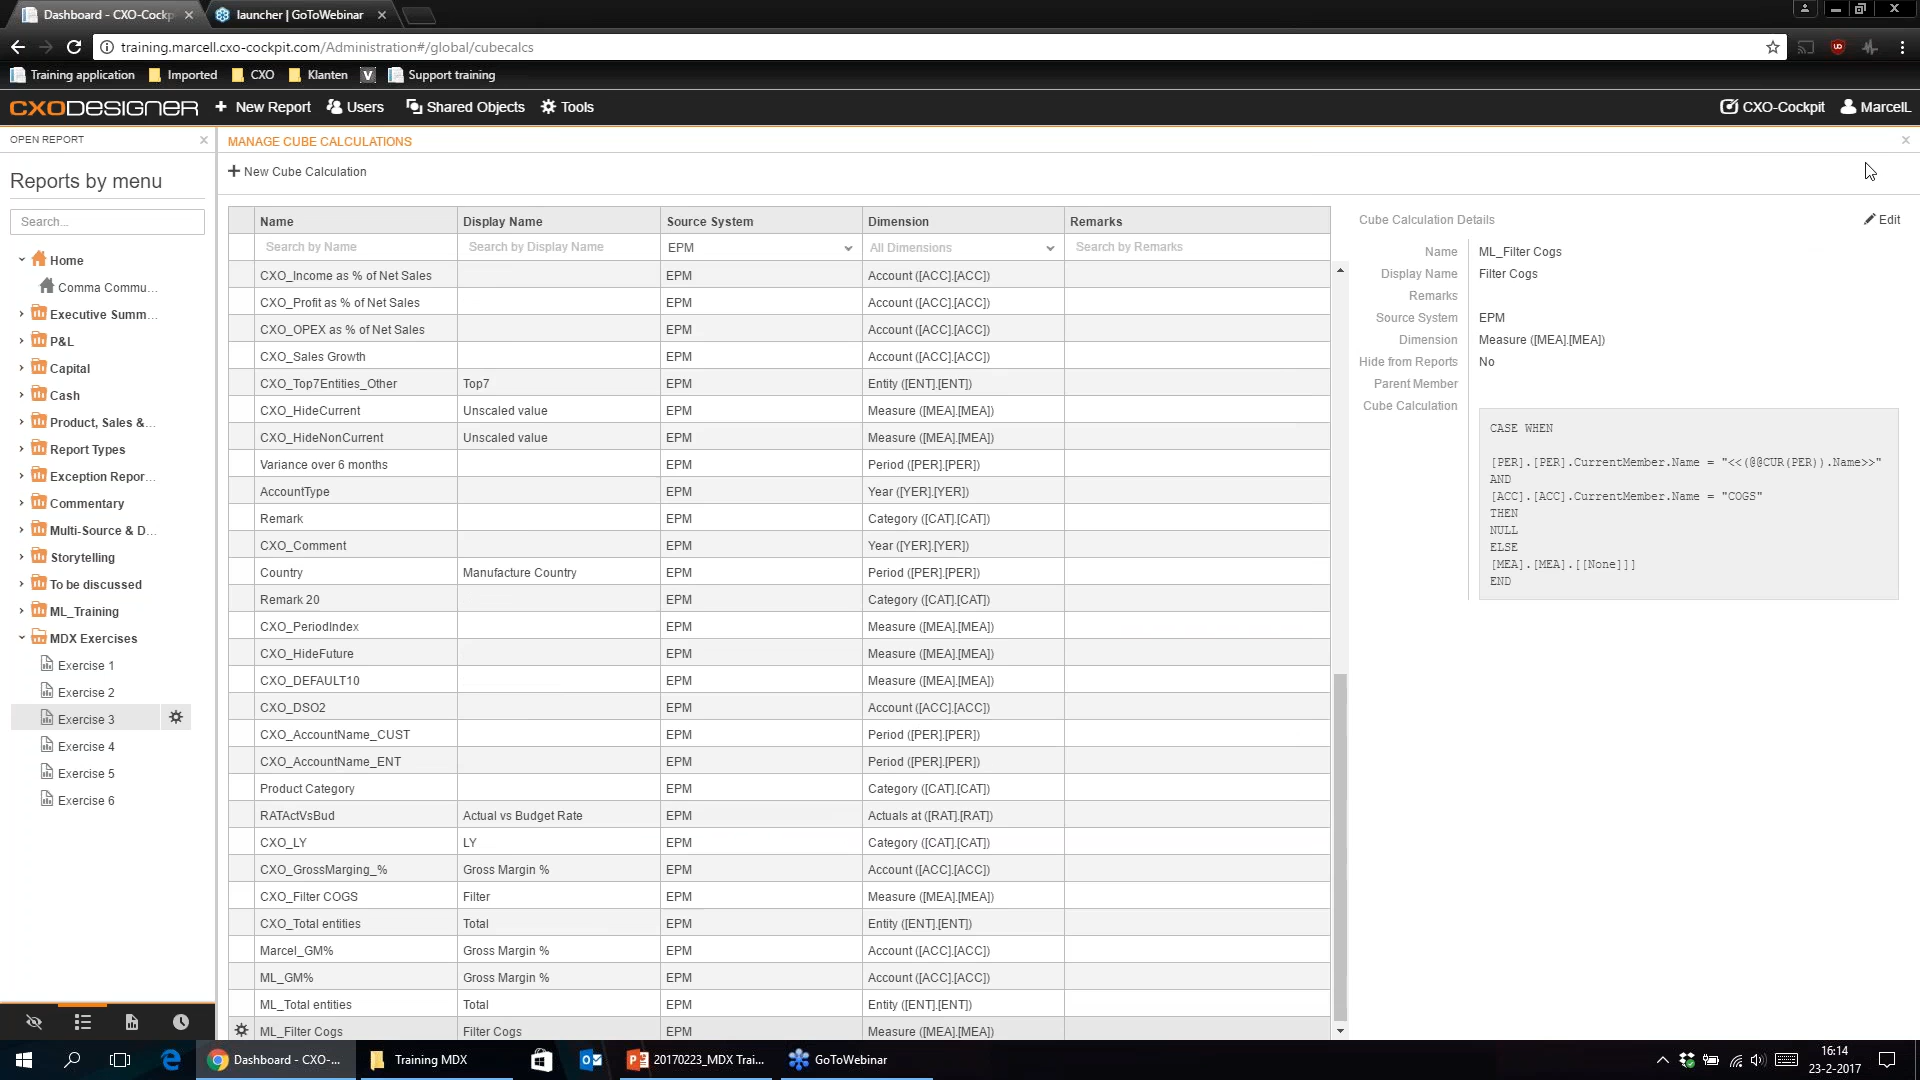 Dashboard - CXO-Cockp
launcher | GoToWebinar
training.marcell.cxo-cockpit.com/Administration#/global/cubecalcs
Training application Imported CXO Klanten V Support training
CXODESIGNER + New Report Users Shared Objects Tools CXO-Cockpit MarcelL
OPEN REPORT
MANAGE CUBE CALCULATIONS
Reports by menu
Search...
Home
Comma Commu...
Executive Summ...
P&L
Capital
Cash
Product, Sales &...
Report Types
Exception Repor...
Commentary
Multi-Source & D...
Storytelling
To be discussed
ML_Training
MDX Exercises
Exercise 1
Exercise 2
Exercise 3
Exercise 4
Exercise 5
Exercise 6
+ New Cube Calculation
Name Display Name Source System Dimension Remarks
Search by Name Search by Display Name EPM All Dimensions Search by Remarks
CXO_Income as % of Net Sales EPM Account ([ACC].[ACC])
CXO_Profit as % of Net Sales EPM Account ([ACC].[ACC])
CXO_OPEX as % of Net Sales EPM Account ([ACC].[ACC])
CXO_Sales Growth EPM Account ([ACC].[ACC])
CXO_Top7Entities_Other Top7 EPM Entity ([ENT].[ENT])
CXO_HideCurrent Unscaled value EPM Measure ([MEA].[MEA])
CXO_HideNonCurrent Unscaled value EPM Measure ([MEA].[MEA])
Variance over 6 months EPM Period ([PER].[PER])
AccountType EPM Year ([YER].[YER])
Remark EPM Category ([CAT].[CAT])
CXO_Comment EPM Year ([YER].[YER])
Country Manufacture Country EPM Period ([PER].[PER])
Remark 20 EPM Category ([CAT].[CAT])
CXO_PeriodIndex EPM Measure ([MEA].[MEA])
CXO_HideFuture EPM Measure ([MEA].[MEA])
CXO_DEFAULT10 EPM Measure ([MEA].[MEA])
CXO_DSO2 EPM Account ([ACC].[ACC])
CXO_AccountName_CUST EPM Period ([PER].[PER])
CXO_AccountName_ENT EPM Period ([PER].[PER])
Product Category EPM Category ([CAT].[CAT])
RATActVsBud Actual vs Budget Rate EPM Actuals at ([RAT].[RAT])
CXO_LY LY EPM Category ([CAT].[CAT])
CXO_GrossMarging_% Gross Margin % EPM Account ([ACC].[ACC])
CXO_Filter COGS Filter EPM Measure ([MEA].[MEA])
CXO_Total entities Total EPM Entity ([ENT].[ENT])
Marcel_GM% Gross Margin % EPM Account ([ACC].[ACC])
ML_GM% Gross Margin % EPM Account ([ACC].[ACC])
ML_Total entities Total EPM Entity ([ENT].[ENT])
ML_Filter Cogs Filter Cogs EPM Measure ([MEA].[MEA])
Cube Calculation Details Edit
Name ML_Filter Cogs
Display Name Filter Cogs
Remarks
Source System EPM
Dimension Measure ([MEA].[MEA])
Hide from Reports No
Parent Member
Cube Calculation
CASE WHEN
[PER].[PER].CurrentMember.Name = "<<(@@CUR(PER)).Name>>"
AND
[ACC].[ACC].CurrentMember.Name = "COGS"
THEN
NULL
ELSE
[MEA].[MEA].[[None]]]
END
Dashboard - CXO-... Training MDX 20170223_MDX Trai... GoToWebinar
16:14
23-2-2017